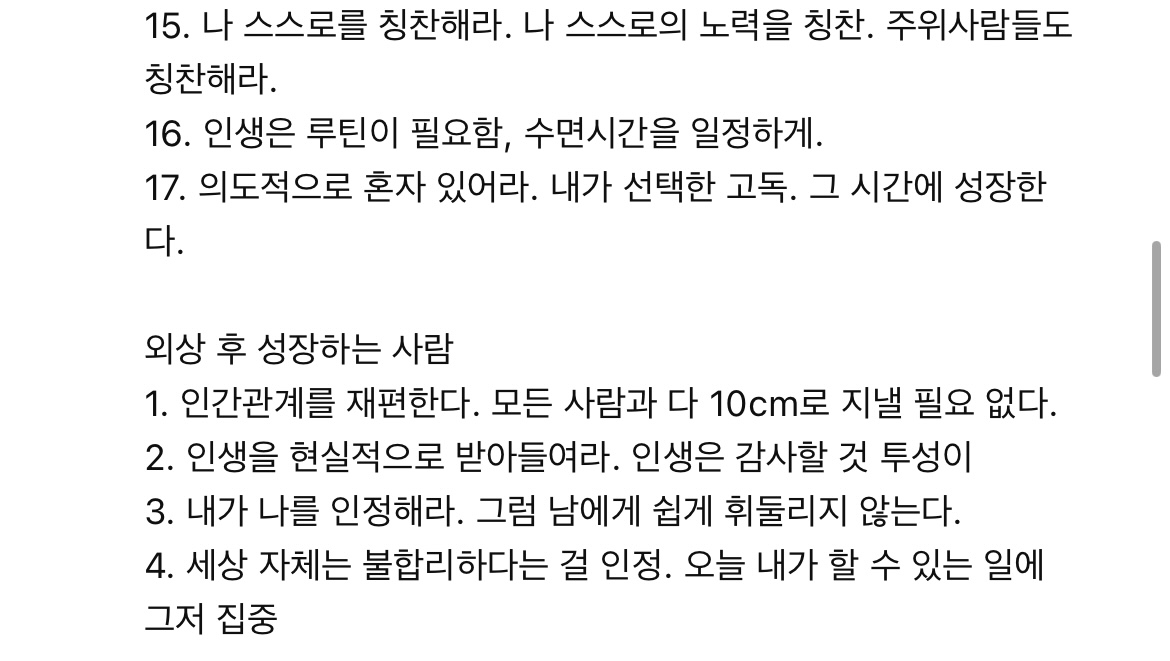 15. 나 스스로를 칭찬해라. 나 스스로의 노력을 칭찬. 주위사람들도
칭찬해라.
16. 인생은 루틴이 필요함, 수면시간을 일정하게.
17. 의도적으로 혼자 있어라. 내가 선택한 고독. 그 시간에 성장한
다.
외상 후 성장하는 사람
1. 인간관계를 재편한다. 모든 사람과 다 10cm로 지낼 필요 없다.
2. 인생을 현실적으로 받아들여라. 인생은 감사할 것 투성이
3. 내가 나를 인정해라. 그럼 남에게 쉽게 휘둘리지 않는다.
4. 세상 자체는 불합리하다는 걸 인정. 오늘 내가 할 수 있는 일에
그저 집중